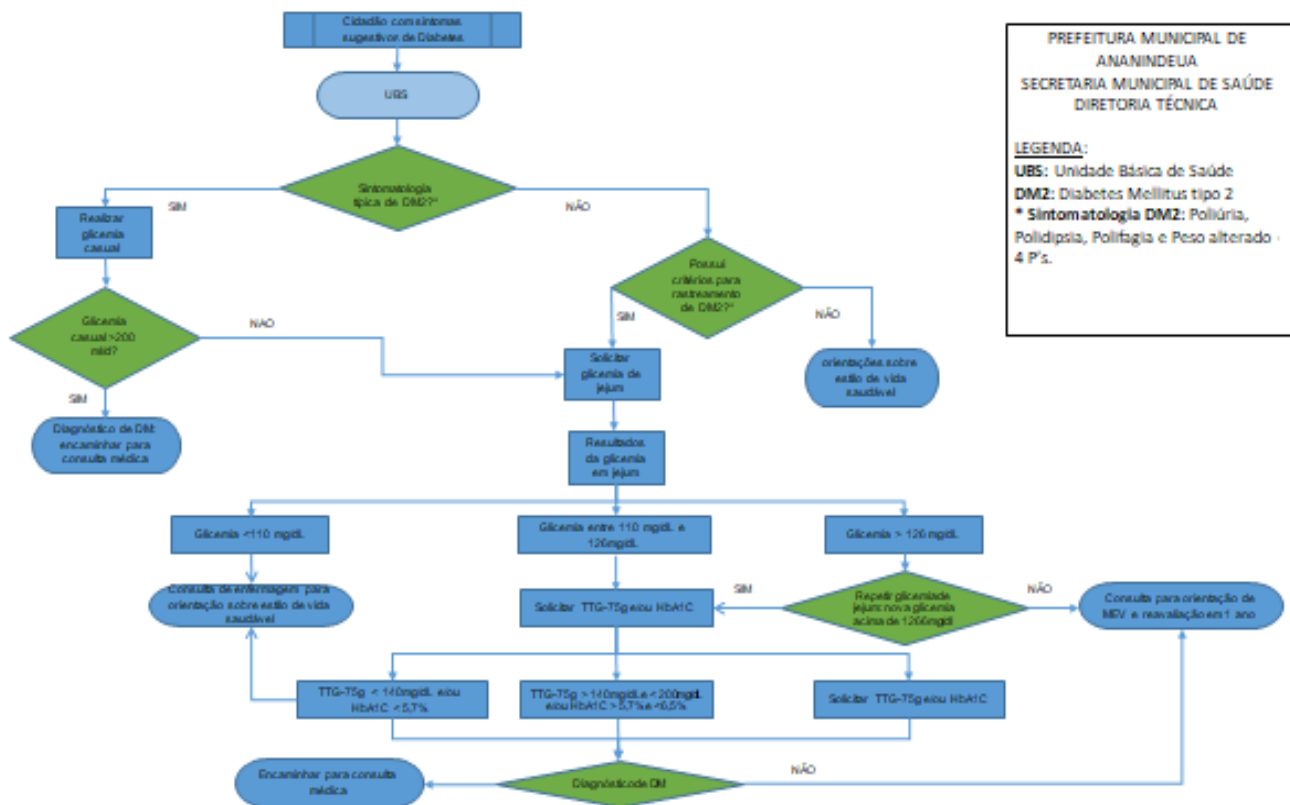 Cidadão com sintomas
sugestivos de Diabetes
UBS
Sintomatologia
típica de DM2?*
SIM
NÃO
Realizar
glicemia
casual
Possui
critérios para
rastreamento
de DM2?*
Glicemia
casual >200
NAO
SIM
NÃO
Solicitar
glicemia de
jejum
orientações sobre
estilo de vida
saudável
SIM
Diagnóstico de DM:
encaminhar para
consulta médica
Resultados
da glicemia
em jejum
Glicemia <110 mg/dL
Glicemia entre 110 mg/dL e
126mg/dL
Glicemia > 126 mg/dL
Consulta de enfermagem para
orientação sobre estilo de vida
saudável
Solicitar TTG-75g e/ou HbA1C
SIM
Repetir glicemia de
jejum: nova glicemia
acima de 1266mg/dl
NÃO
Consulta para orientação de
MEV e reavaliação em 1 ano
TTG-75g < 140mg/dL e/ou
HbA1C < 5,7%
TTG-75g > 140mg/dL e < 200mg/dL
e/ou HbA1C > 5,7% e <6,5%
Solicitar TTG-75g e/ou HbA1C
Encaminhar para consulta
médica
Diagnóstico de DM
NÃO
PREFEITURA MUNICIPAL DE
ANANINDEUA
SECRETARIA MUNICIPAL DE SAÚDE
DIRETORIA TÉCNICA
LEGENDA:
UBS: Unidade Básica de Saúde
DM2: Diabetes Mellitus tipo 2
* Sintomatologia DM2: Poliúria,
Polidipsia, Polifagia e Peso alterado -
4 P's.